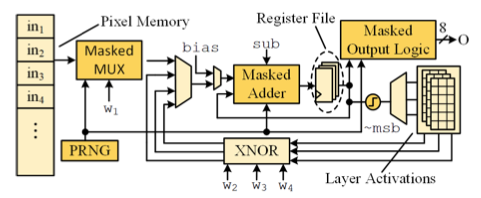 in1
in2
in3
in4
Pixel Memory
Masked
MUX
w1
PRNG
bias
sub
Masked
Adder
Register File
Masked
Output Logic
8
O
~msb
XNOR
w2 w3 w4
Layer Activations